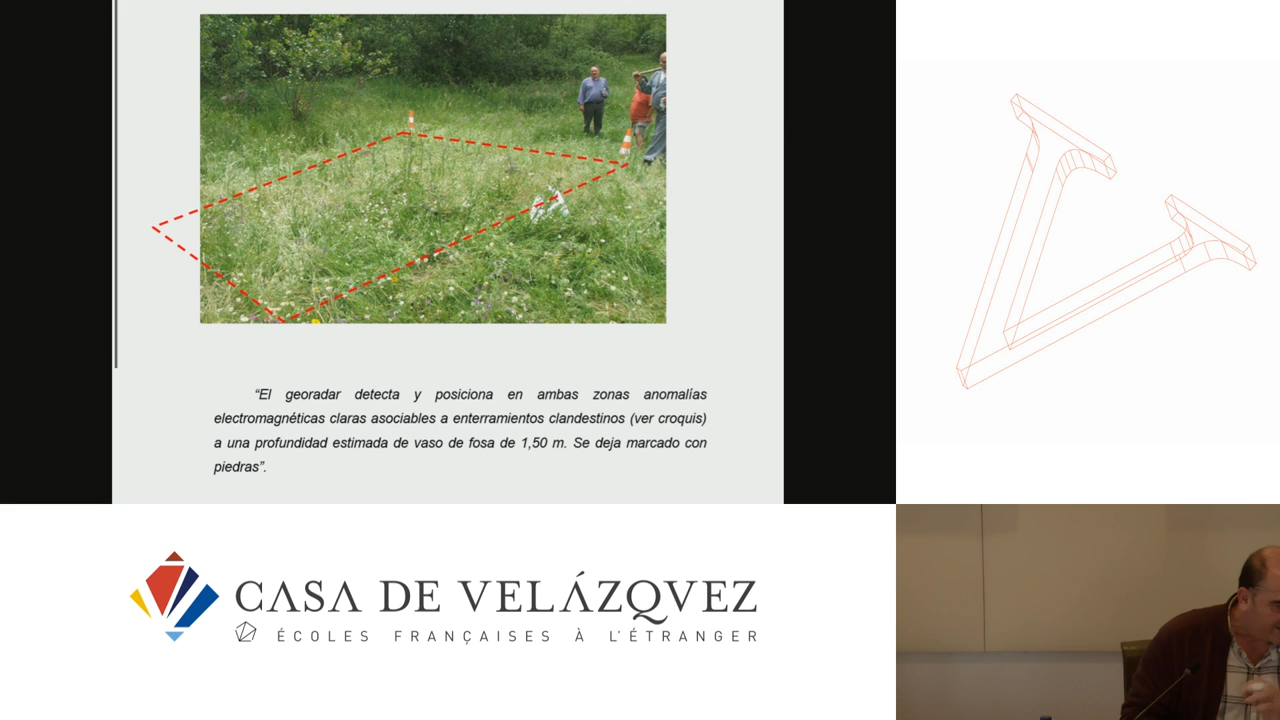 “El georadar detecta y posiciona en ambas zonas anomalías
electromagnéticas claras asociables a enterramientos clandestinos (ver croquis)
a una profundidad estimada de vaso de fosa de 1,50 m. Se deja marcado con
piedras”.
CASA DE VELÁZQVEZ
ÉCOLES FRANÇAISES À L'ÉTRANGER